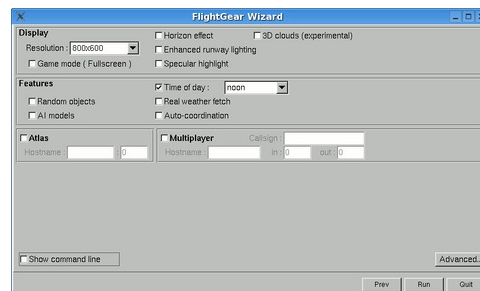 FlightGear Wizard
Display
Resolution : 800x600
Game mode ( Fullscreen )
Horizon effect
3D clouds (experimental)
Enhanced runway lighting
Specular highlight
Features
Random objects
AI models
Time of day : noon
Real weather fetch
Auto-coordination
Atlas
Hostname : : 0
Multiplayer Callsign :
Hostname : in : 0 out : 0
Show command line
Advanced...
Prev Run Quit